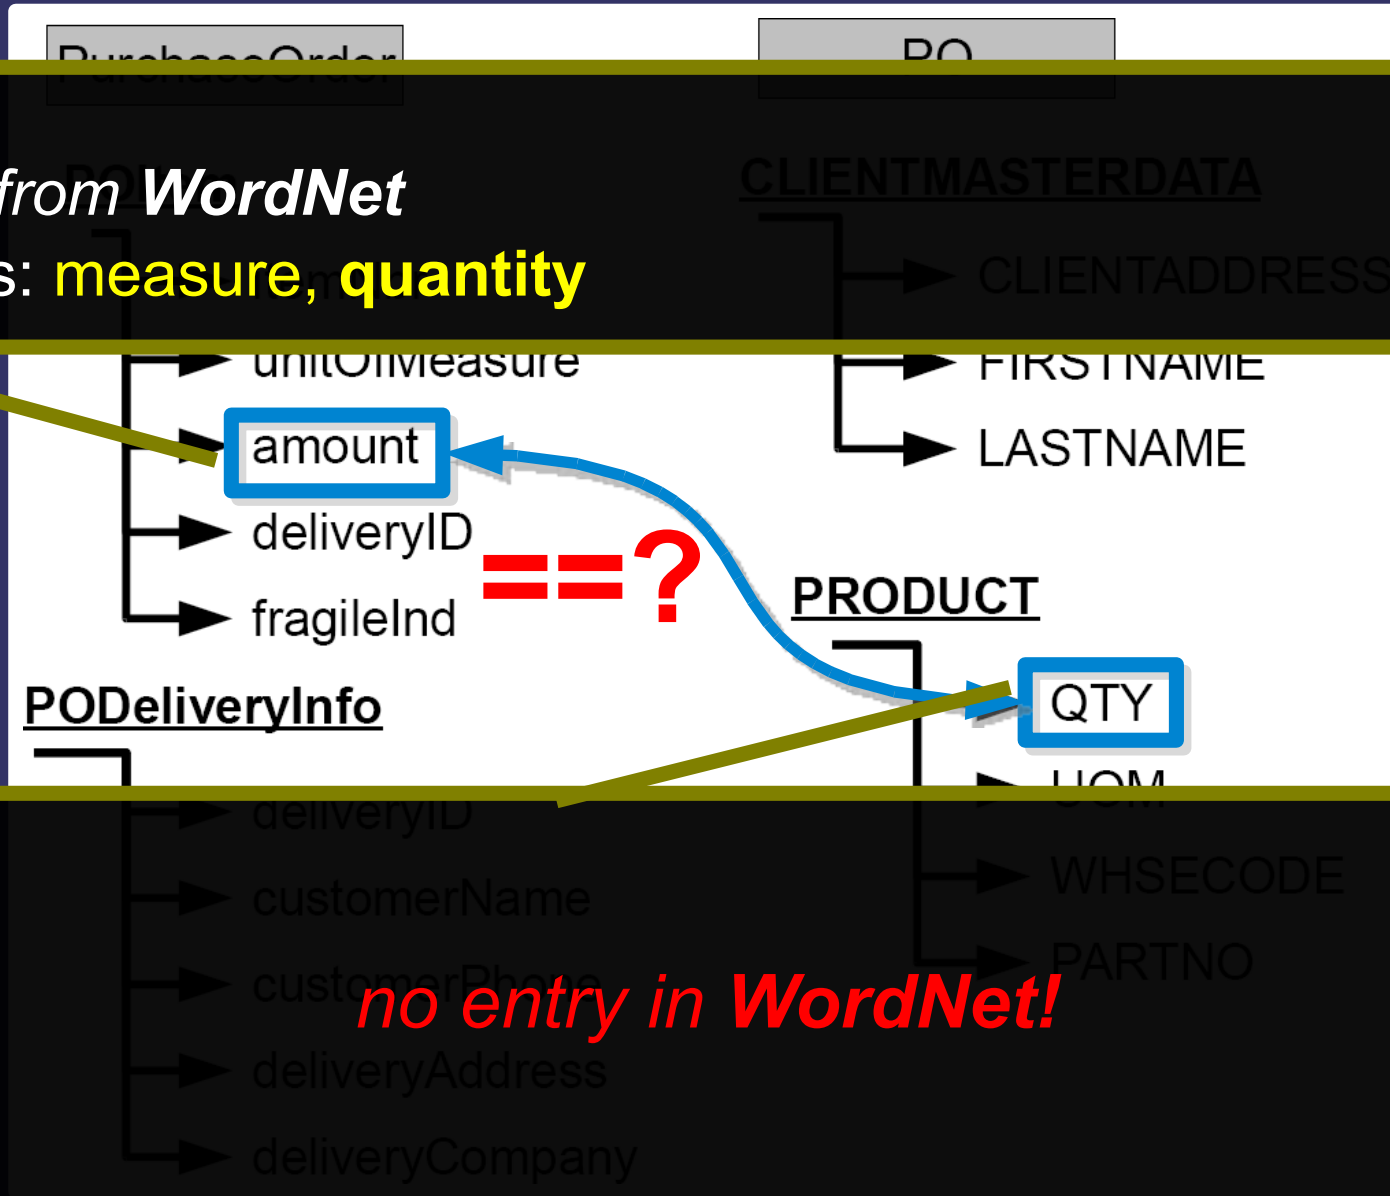 PurchaseOrder
PO
from WordNet
s: measure, quantity
CLIENTMASTERDATA
CLIENTADDRESS
unitOfMeasure
FIRSTNAME
amount
LASTNAME
deliveryID
==?
fragileInd
PRODUCT
PODeliveryInfo
QTY
deliveryID
UOM
customerName
WHSECODE
customerPhone
PARTNO
no entry in WordNet!
deliveryAddress
deliveryCompany